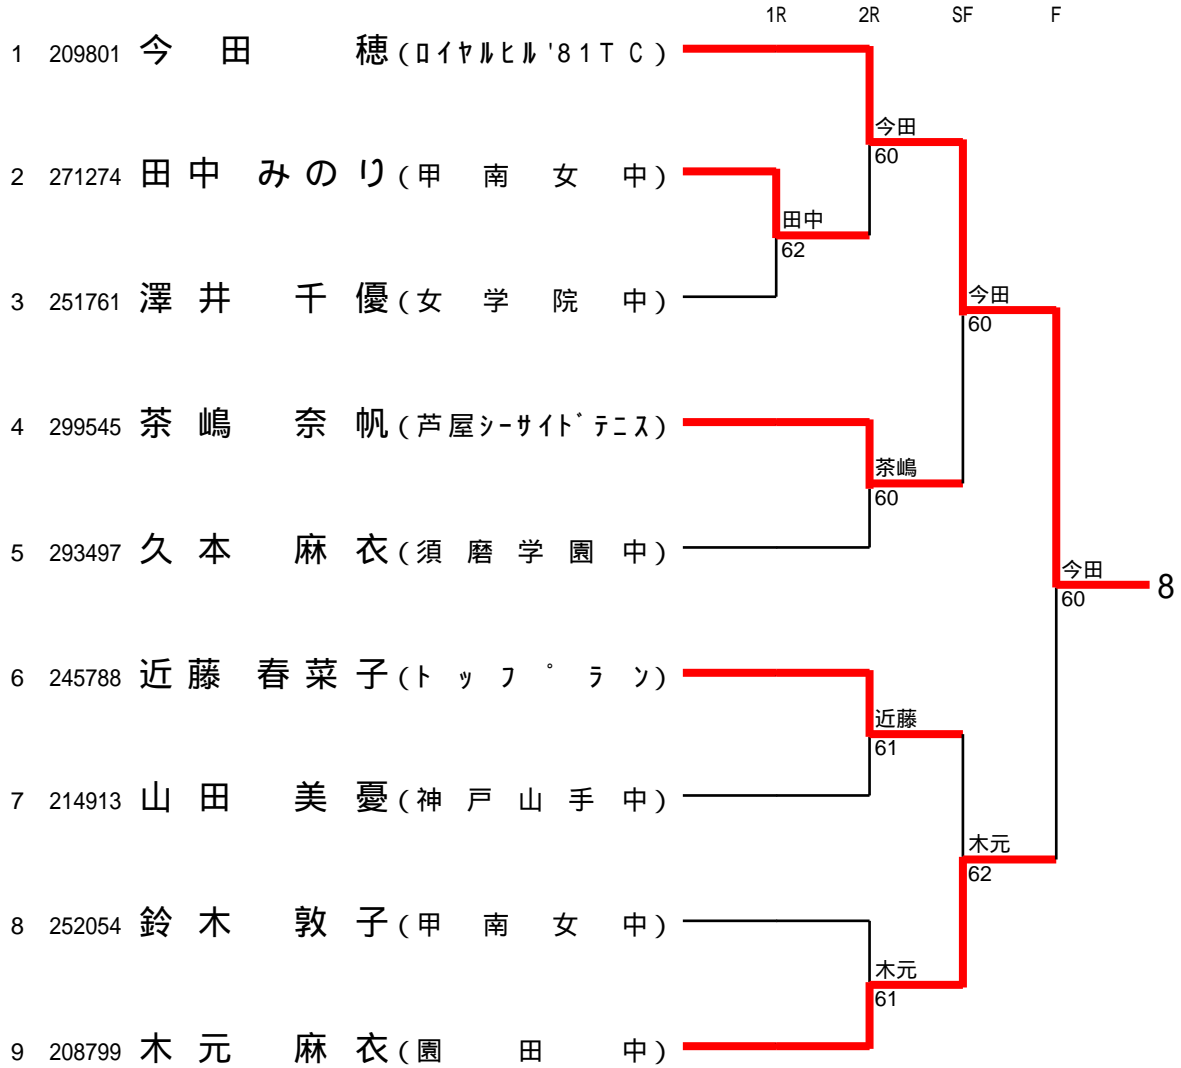 1R 2R SF F
1 209801 今田 穂 (ロイヤルヒル'81TC)
今田
60
2 271274 田中 みのり (甲南女中)
田中
62
3 251761 澤井 千優 (女学院中)
今田
60
4 299545 茶嶋 奈帆 (芦屋シーサイドテニス)
茶嶋
60
5 293497 久本 麻衣 (須磨学園中)
今田
60
8
6 245788 近藤 春菜子 (トップラン)
近藤
61
7 214913 山田 美憂 (神戸山手中)
木元
62
8 252054 鈴木 敦子 (甲南女中)
木元
61
9 208799 木元 麻衣 (園田中)